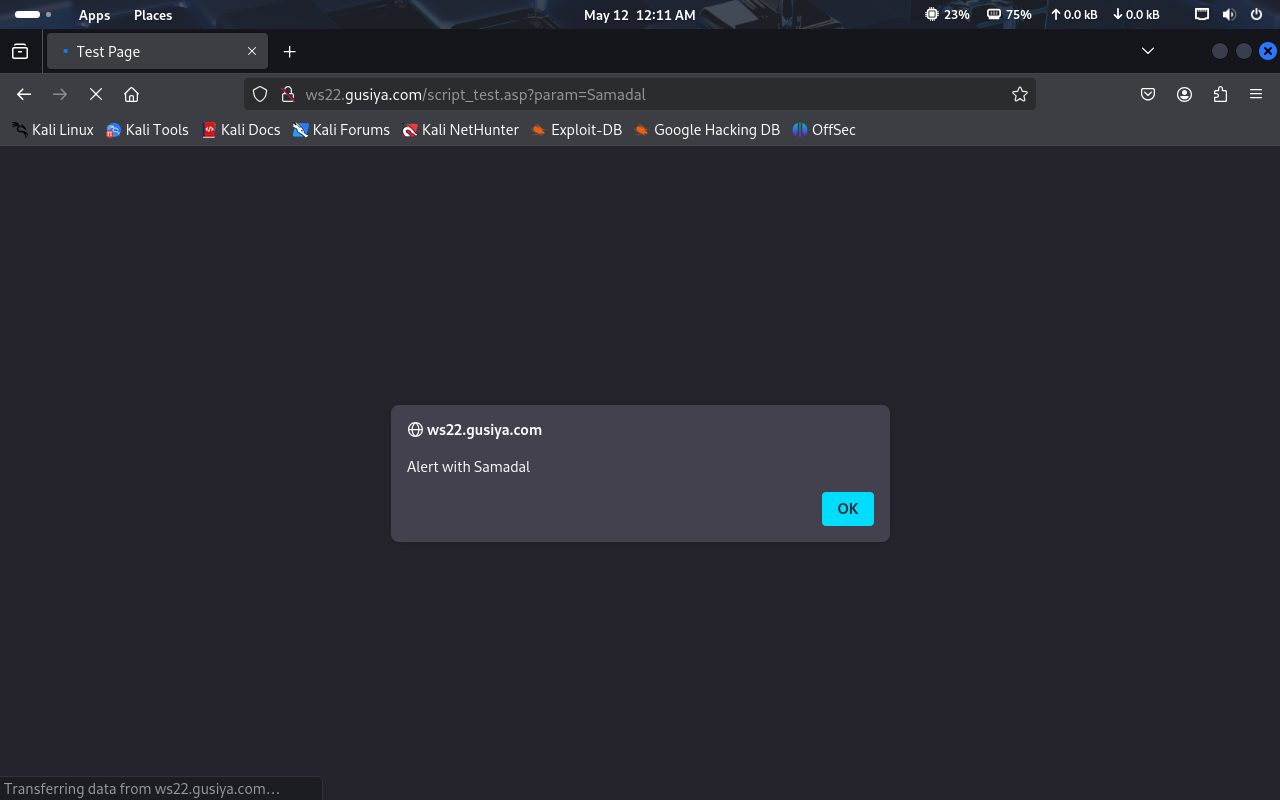 Apps Places May 12 12:11 AM 23% 75% 0.0 kB 0.0 kB
Test Page
ws22.gusiya.com/script_test.asp?param=Samadal
Kali Linux Kali Tools Kali Docs Kali Forums Kali NetHunter Exploit-DB Google Hacking DB OffSec
ws22.gusiya.com
Alert with Samadal
OK
Transferring data from ws22.gusiya.com…